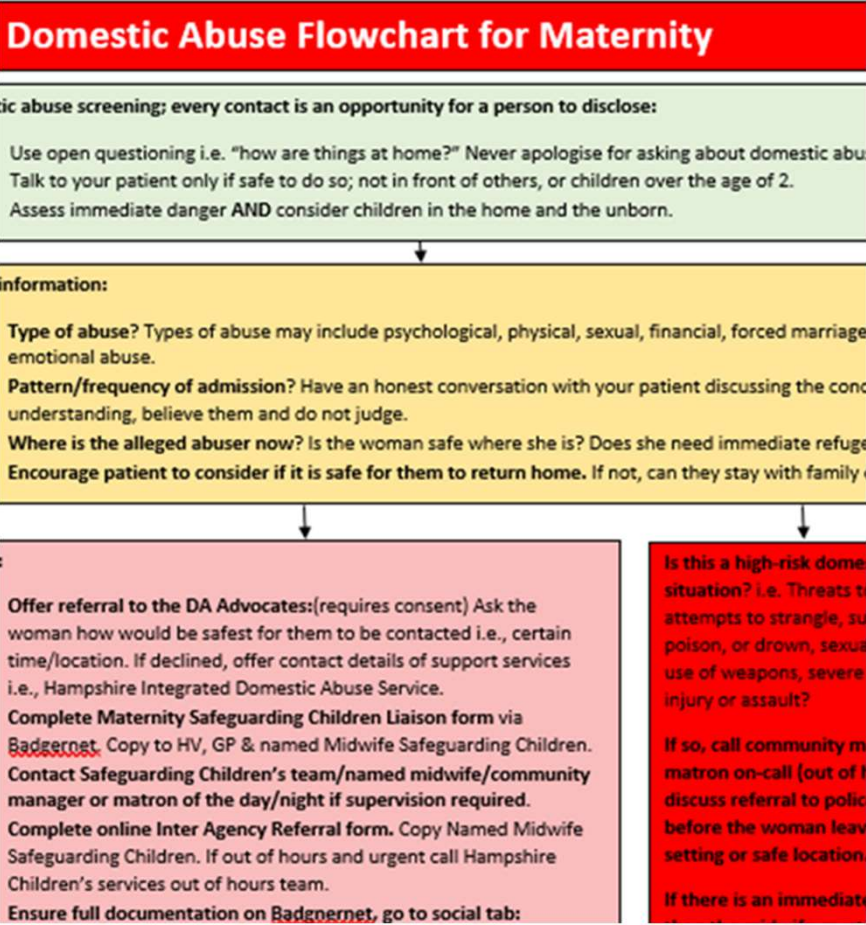 Domestic Abuse Flowchart for Maternity
tic abuse screening; every contact is an opportunity for a person to disclose:
Use open questioning i.e. “how are things at home?” Never apologise for asking about domestic abu
Talk to your patient only if safe to do so; not in front of others, or children over the age of 2.
Assess immediate danger AND consider children in the home and the unborn.
information:
Type of abuse? Types of abuse may include psychological, physical, sexual, financial, forced marriage
emotional abuse.
Pattern/frequency of admission? Have an honest conversation with your patient discussing the conc
understanding, believe them and do not judge.
Where is the alleged abuser now? Is the woman safe where she is? Does she need immediate refuge
Encourage patient to consider if it is safe for them to return home. If not, can they stay with family
:
Offer referral to the DA Advocates:(requires consent) Ask the
woman how would be safest for them to be contacted i.e., certain
time/location. If declined, offer contact details of support services
i.e., Hampshire Integrated Domestic Abuse Service.
Complete Maternity Safeguarding Children Liaison form via
Badgernet. Copy to HV, GP & named Midwife Safeguarding Children.
Contact Safeguarding Children’s team/named midwife/community
manager or matron of the day/night if supervision required.
Complete online Inter Agency Referral form. Copy Named Midwife
Safeguarding Children. If out of hours and urgent call Hampshire
Children’s services out of hours team.
Ensure full documentation on Badgnernet, go to social tab:
Is this a high-risk dome
situation? i.e. Threats t
attempts to strangle, su
poison, or drown, sexua
use of weapons, severe
injury or assault?
If so, call community m
matron on-call (out of h
discuss referral to polic
before the woman leav
setting or safe location.
If there is an immediate